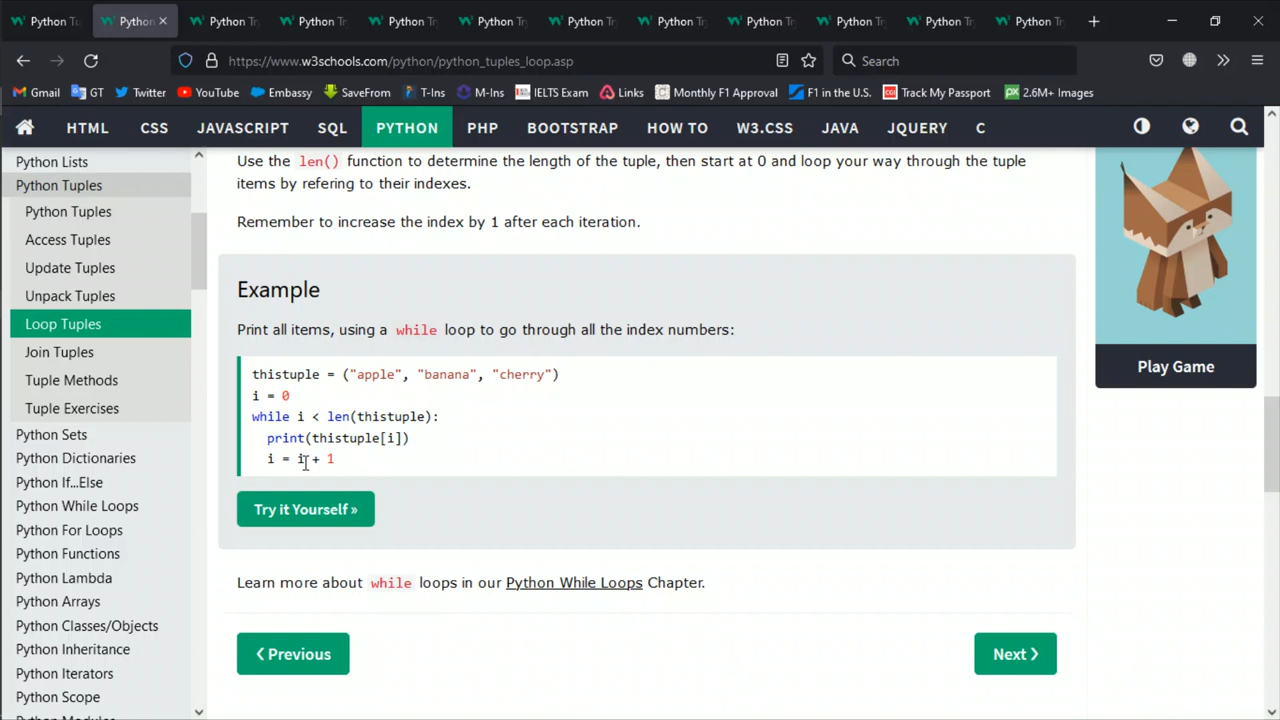 Python Tu
Python
Python Tr
Python Tr
Python Tr
Python Tr
Python Tr
Python Tr
Python Tr
Python Tr
Python Tr
Python Tr
https://www.w3schools.com/python/python_tuples_loop.asp
Search
Gmail GT Twitter YouTube Embassy SaveFrom T-Ins M-Ins IELTS Exam Links Monthly F1 Approval F1 in the U.S. Track My Passport 2.6M+ Images
HTML CSS JAVASCRIPT SQL PYTHON PHP BOOTSTRAP HOW TO W3.CSS JAVA JQUERY C
Python Lists
Python Tuples
Python Tuples
Access Tuples
Update Tuples
Unpack Tuples
Loop Tuples
Join Tuples
Tuple Methods
Tuple Exercises
Python Sets
Python Dictionaries
Python If...Else
Python While Loops
Python For Loops
Python Functions
Python Lambda
Python Arrays
Python Classes/Objects
Python Inheritance
Python Iterators
Python Scope
Python Modules
Use the len() function to determine the length of the tuple, then start at 0 and loop your way through the tuple
items by refering to their indexes.
Remember to increase the index by 1 after each iteration.
Example
Print all items, using a while loop to go through all the index numbers:
thistuple = ("apple", "banana", "cherry")
i = 0
while i < len(thistuple):
print(thistuple[i])
i = i + 1
Try it Yourself »
Learn more about while loops in our Python While Loops Chapter.
❮ Previous
Next ❯
Play Game